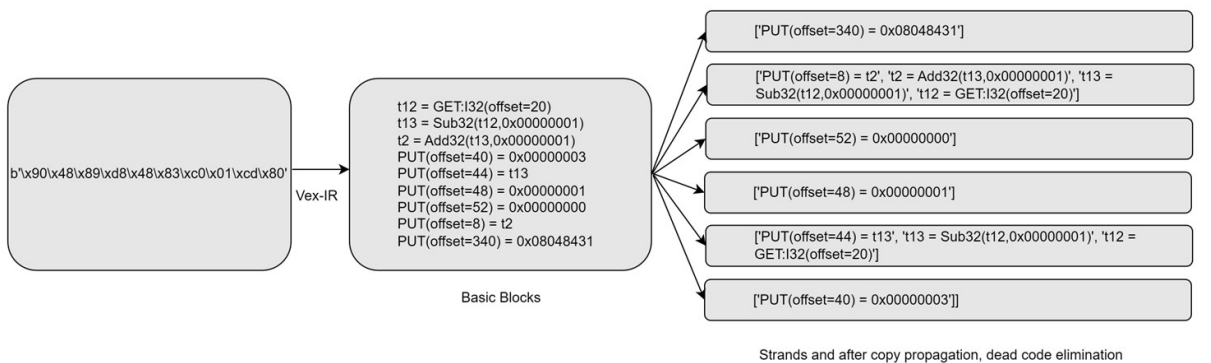 b'\x90\x48\x89\xd8\x48\x83\xc0\x01\xcd\x80'
Vex-IR
t12 = GET:I32(offset=20)
t13 = Sub32(t12,0x00000001)
t2 = Add32(t13,0x00000001)
PUT(offset=40) = 0x00000003
PUT(offset=44) = t13
PUT(offset=48) = 0x00000001
PUT(offset=52) = 0x00000000
PUT(offset=8) = t2
PUT(offset=340) = 0x08048431
Basic Blocks
['PUT(offset=340) = 0x08048431']
['PUT(offset=8) = t2', 't2 = Add32(t13,0x00000001)', 't13 =
Sub32(t12,0x00000001)', 't12 = GET:I32(offset=20)']
['PUT(offset=52) = 0x00000000']
['PUT(offset=48) = 0x00000001']
['PUT(offset=44) = t13', 't13 = Sub32(t12,0x00000001)', 't12 =
GET:I32(offset=20)']
['PUT(offset=40) = 0x00000003']]
Strands and after copy propagation, dead code elimination